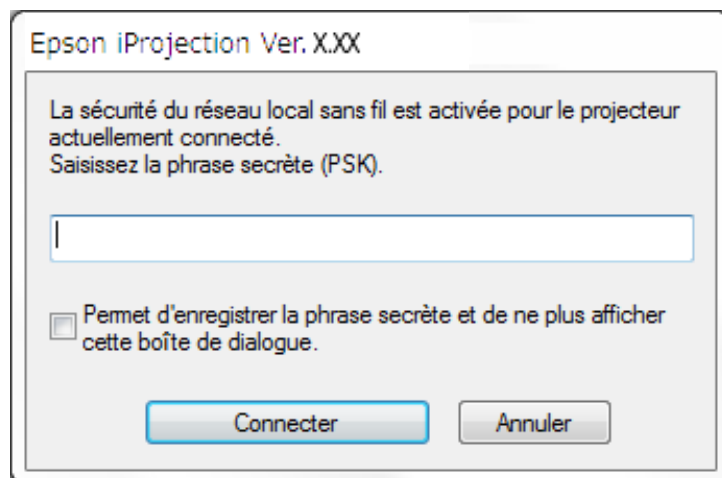 Epson iProjection Ver. X.XX
La sécurité du réseau local sans fil est activée pour le projecteur
actuellement connecté.
Saisissez la phrase secrète (PSK).
Permet d'enregistrer la phrase secrète et de ne plus afficher
cette boîte de dialogue.
Connecter
Annuler